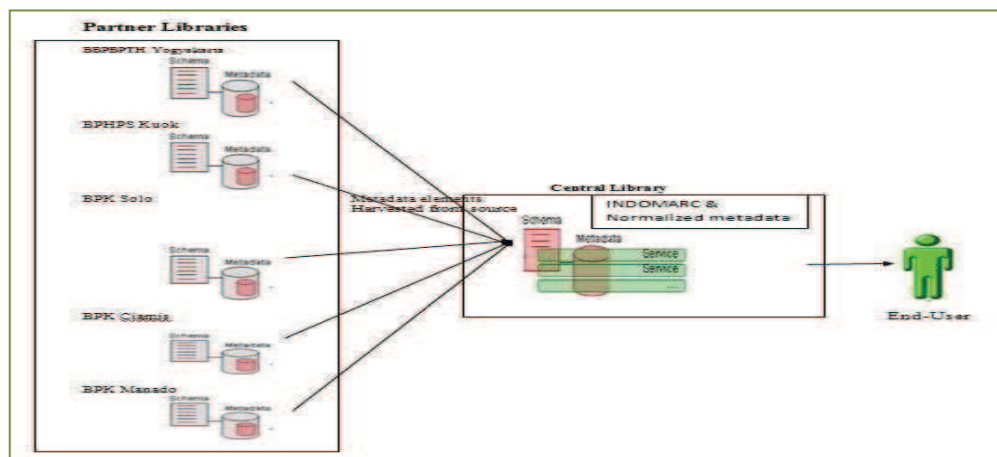 Partner Libraries
BBPBPTH Yogyakarta
Schema
Metadata
BPHPS Kuok
Schema
Metadata
BPK Solo
Schema
Metadata
BPK Ciamis
Schema
Metadata
BPK Manado
Schema
Metadata
Metadata elements
Harvested from source
Central Library
INDOMARC &
Normalized metadata
Schema
Metadata
Service
Service
...
End-User